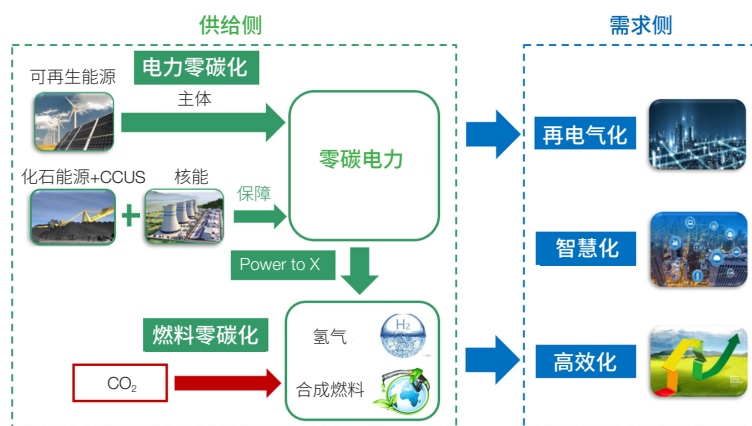 供给侧
需求侧
可再生能源
电力零碳化
主体
零碳电力
再电气化
化石能源+CCUS
核能
保障
智慧化
Power to X
燃料零碳化
氢气
H2
高效化
CO₂
合成燃料